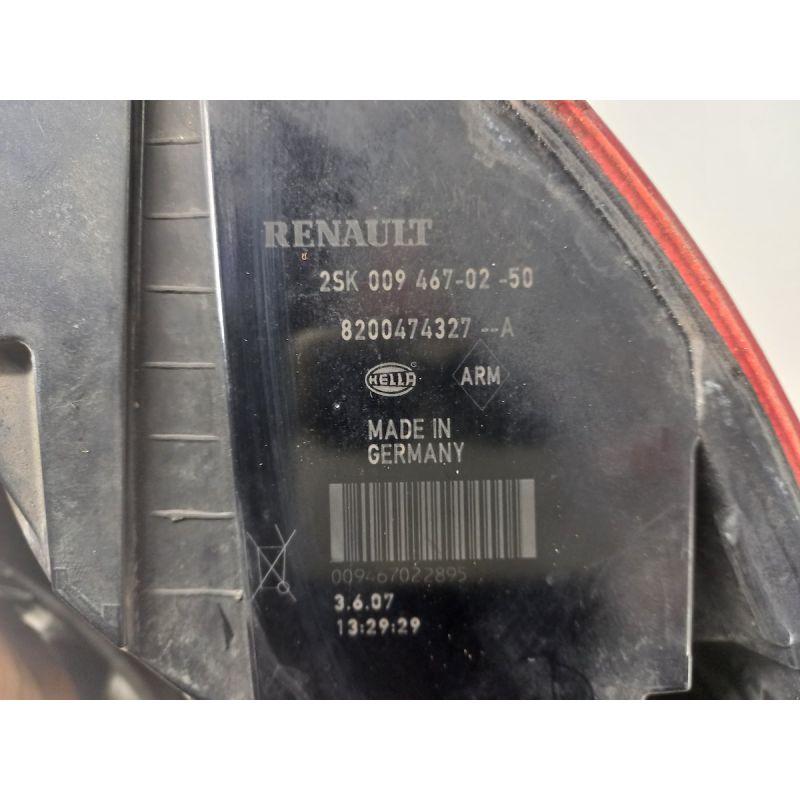 RENAULT
2SK 009 467-02 -50
8200474327 --A
HELLA ARM
MADE IN
GERMANY
009467022895
3.6.07
13:29:29